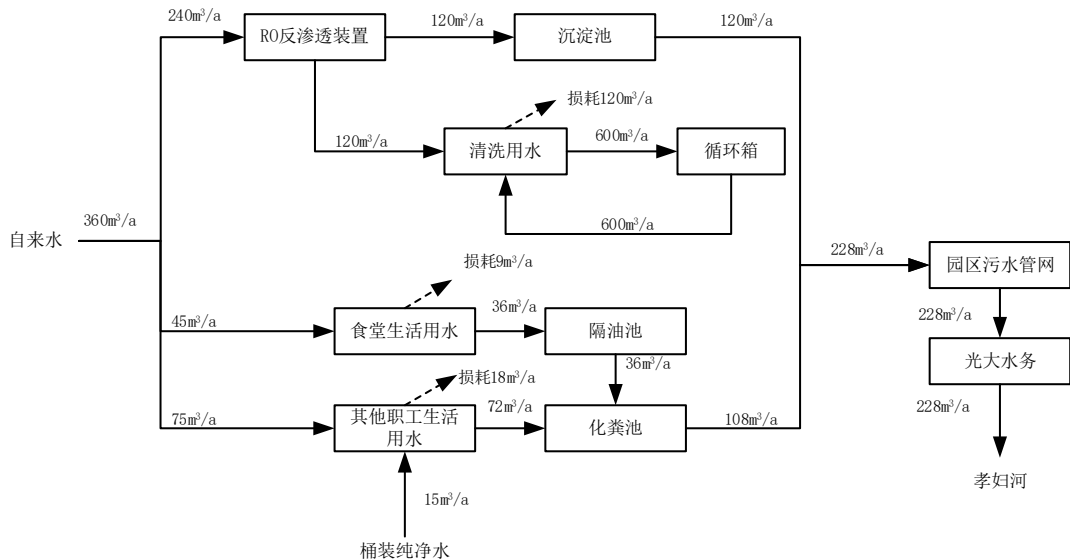 240m³/a
RO反渗透装置
120m³/a
沉淀池
120m³/a
损耗120m³/a
120m³/a
清洗用水
600m³/a
循环箱
600m³/a
自来水
360m³/a
228m³/a
园区污水管网
228m³/a
光大水务
228m³/a
孝妇河
损耗9m³/a
45m³/a
食堂生活用水
36m³/a
隔油池
36m³/a
损耗18m³/a
75m³/a
其他职工生活
用水
72m³/a
化粪池
108m³/a
15m³/a
桶装纯净水